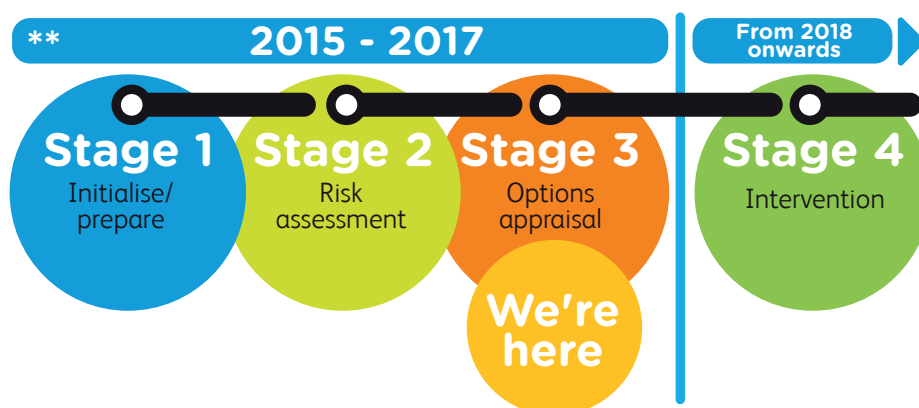 ** 2015 - 2017
From 2018
onwards
Stage 1
Initialise/
prepare
Stage 2
Risk
assessment
Stage 3
Options
appraisal
We're
here
Stage 4
Intervention